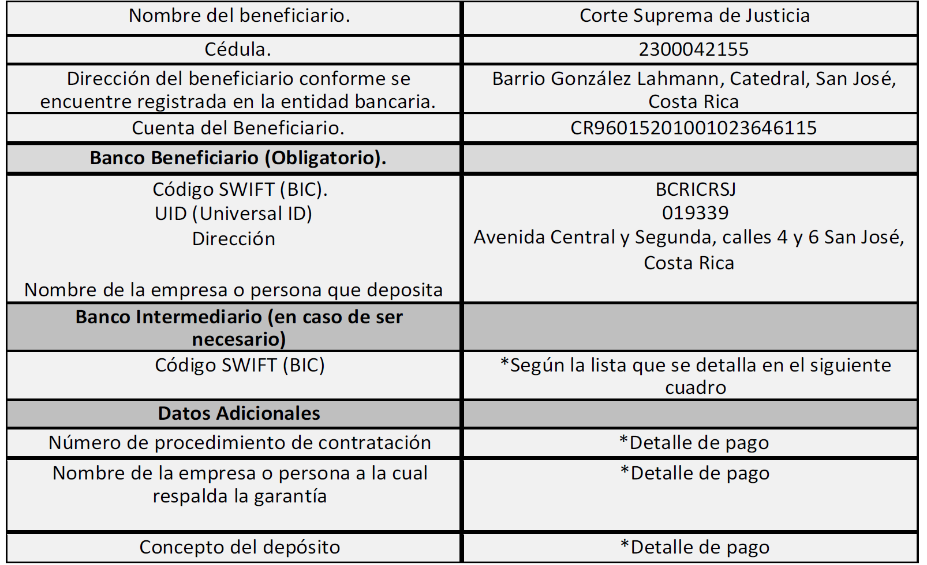 Nombre del beneficiario.
Corte Suprema de Justicia
Cédula.
2300042155
Dirección del beneficiario conforme se
encuentre registrada en la entidad bancaria.
Barrio González Lahmann, Catedral, San José,
Costa Rica
Cuenta del Beneficiario.
CR96015201001023646115
Banco Beneficiario (Obligatorio).
Código SWIFT (BIC).
UID (Universal ID)
Dirección
Nombre de la empresa o persona que deposita
BCRICRSJ
019339
Avenida Central y Segunda, calles 4 y 6 San José,
Costa Rica
Banco Intermediario (en caso de ser
necesario)
Código SWIFT (BIC)
*Según la lista que se detalla en el siguiente
cuadro
Datos Adicionales
Número de procedimiento de contratación
*Detalle de pago
Nombre de la empresa o persona a la cual
respalda la garantía
*Detalle de pago
Concepto del depósito
*Detalle de pago